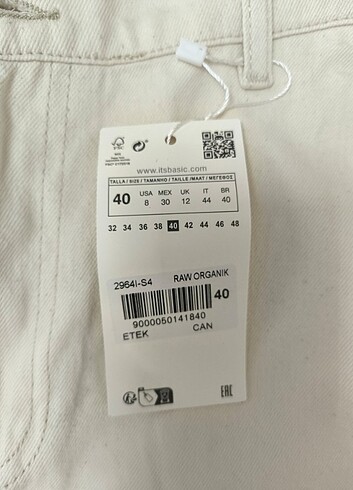 FSC
www.itsbasic.com
TALLA / SIZE / TAMANHO / TAILLE / MAAT / ΜΕΓΕΘΟΣ
40 USA 8 MEX 30 UK 12 IT 44 BR 40
32 34 36 38 40 42 44 46 48
2964I-S4 RAW ORGANIK
40
9000050141840
ETEK CAN
EAC